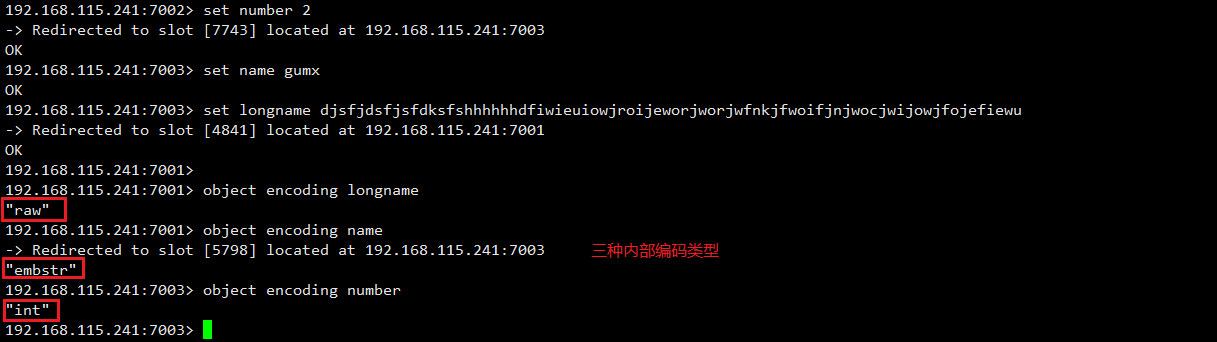 192.168.115.241:7002> set number 2
-> Redirected to slot [7743] located at 192.168.115.241:7003
OK
192.168.115.241:7003> set name gumx
OK
192.168.115.241:7003> set longname djsfjdsfjsfdksfshhhhhhdfiwieuiowjroijeworjworjwfnkjfwoifjnjwocjwijowjfojefiewu
-> Redirected to slot [4841] located at 192.168.115.241:7001
OK
192.168.115.241:7001>
192.168.115.241:7001> object encoding longname
"raw"
192.168.115.241:7001> object encoding name
-> Redirected to slot [5798] located at 192.168.115.241:7003 三种内部编码类型
"embstr"
192.168.115.241:7003> object encoding number
"int"
192.168.115.241:7003>